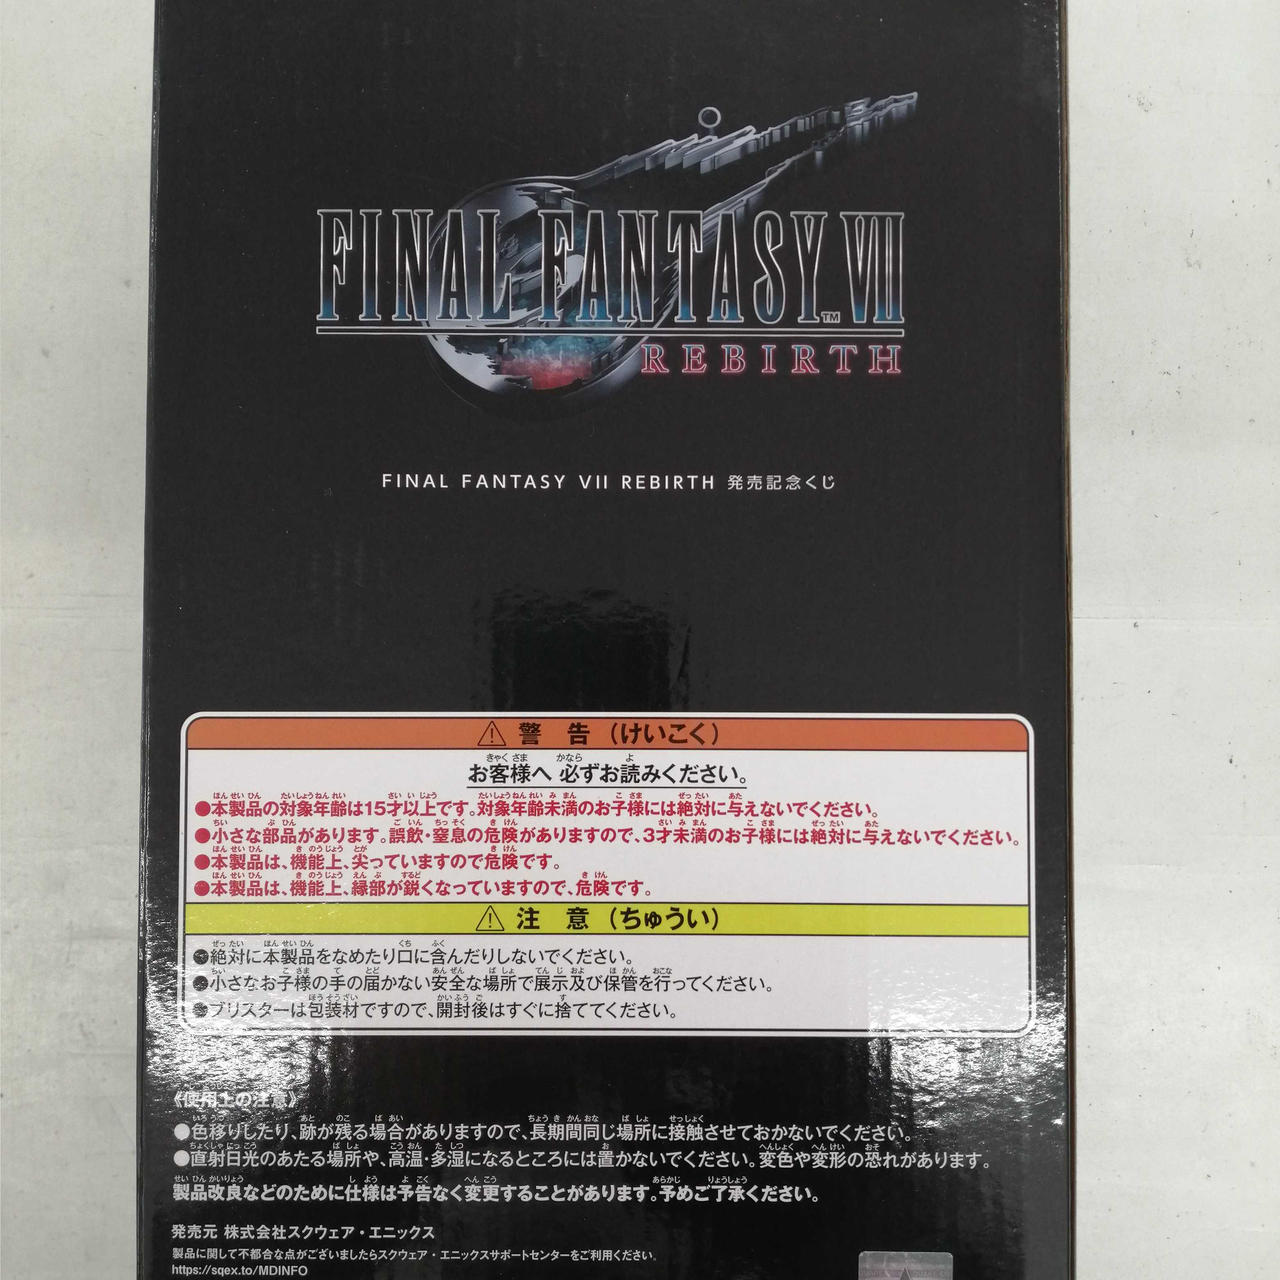 FINAL FANTASY VII
TM
REBIRTH
FINAL FANTASY VII REBIRTH 発売記念くじ
⚠ 警 告 (けいこく)
お客様へ 必ずお読みください。
●本製品の対象年齢は15才以上です。対象年齢未満のお子様には絶対に与えないでください。
●小さな部品があります。誤飲・窒息の危険がありますので、3才未満のお子様には絶対に与えないでください。
●本製品は、機能上、尖っていますので危険です。
●本製品は、機能上、縁部が鋭くなっていますので、危険です。
⚠ 注 意 (ちゅうい)
●絶対に本製品をなめたり口に含んだりしないでください。
●小さなお子様の手の届かない安全な場所で展示及び保管を行ってください。
●ブリスターは包装材ですので、開封後はすぐに捨ててください。
《使用上の注意》
●色移りしたり、跡が残る場合がありますので、長期間同じ場所に接触させておかないでください。
●直射日光のあたる場所や、高温・多湿になるところには置かないでください。変色や変形の恐れがあります。
製品改良などのために仕様は予告なく変更することがあります。予めご了承ください。
発売元 株式会社スクウェア・エニックス
製品に関して不都合な点がございましたらスクウェア・エニックスサポートセンターをご利用ください。
https://sqex.to/MDINFO